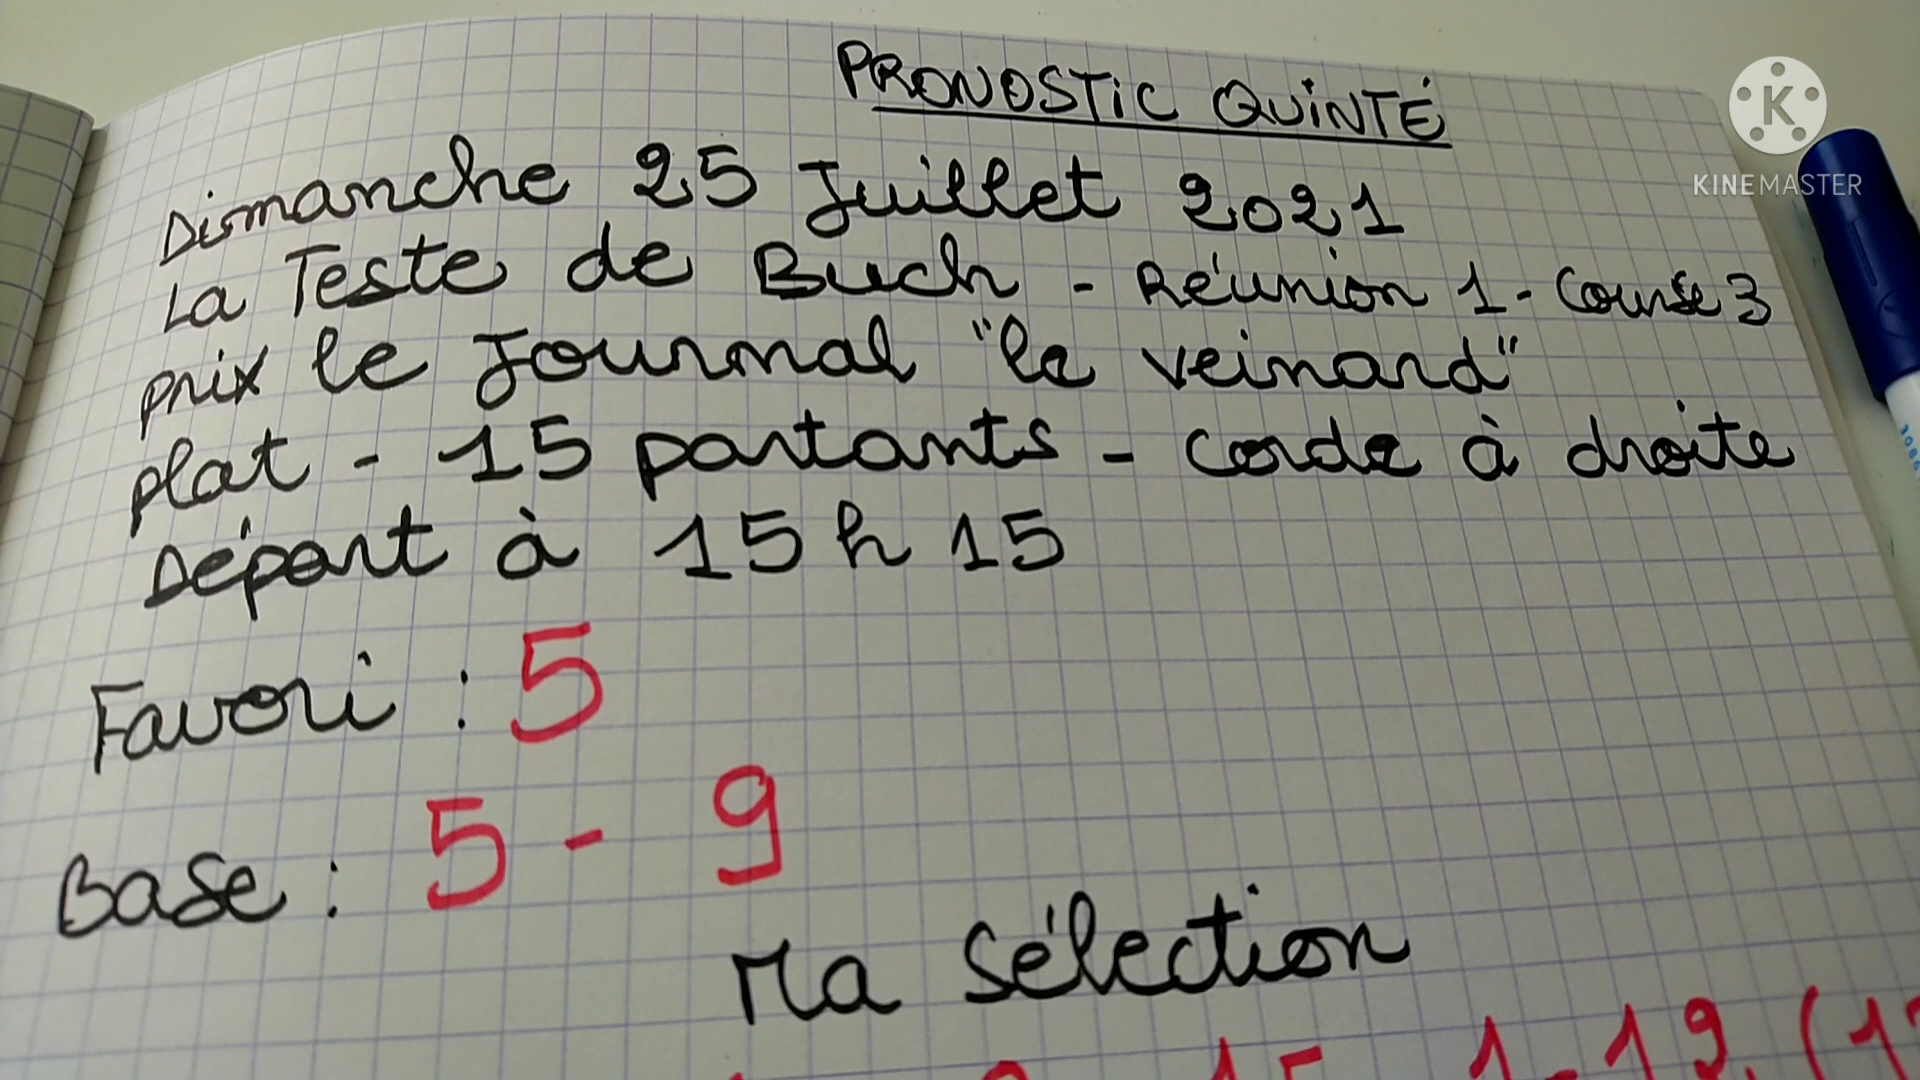 PRONOSTIC QUINTÉ
Dimanche 25 Juillet 2021
La Teste de Buch - Réunion 1 - Course 3
prix le Journal "le veinard"
plat - 15 partants - corde à droite
Départ à 15 h 15
Favori : 5
Base : 5 - 9
Ma Sélection
K
KINEMASTER